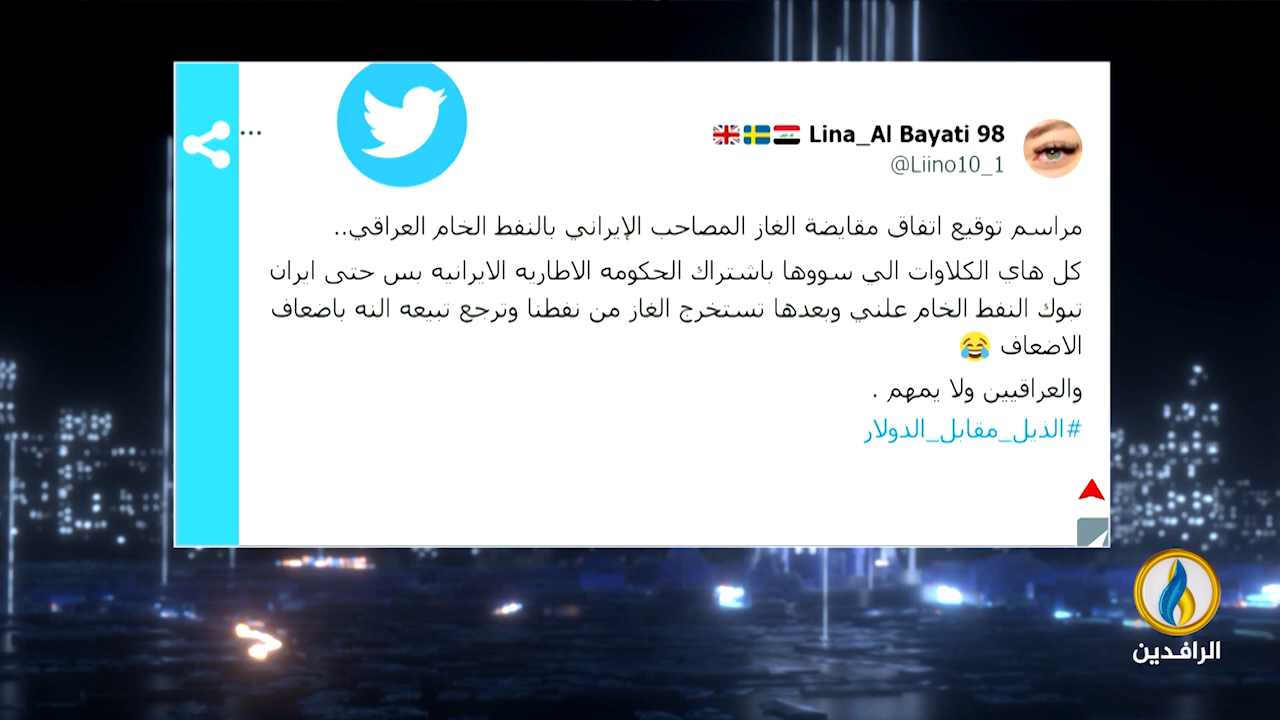 Lina_Al Bayati 98
@Liino10_1
مراسم توقيع اتفاق مقايضة الغاز المصاحب الإيراني بالنفط الخام العراقي..
كل هاي الكلاوات الي سووها باشتراك الحكومه الاطاريه الايرانيه بس حتى ايران
تبوك النفط الخام علني وبعدها تستخرج الغاز من نفطنا وترجع تبيعه النه باضعاف
الاضعاف 😂
والعراقيين ولا يمهم .
#الذيل_مقابل_الدولار
الرافدين